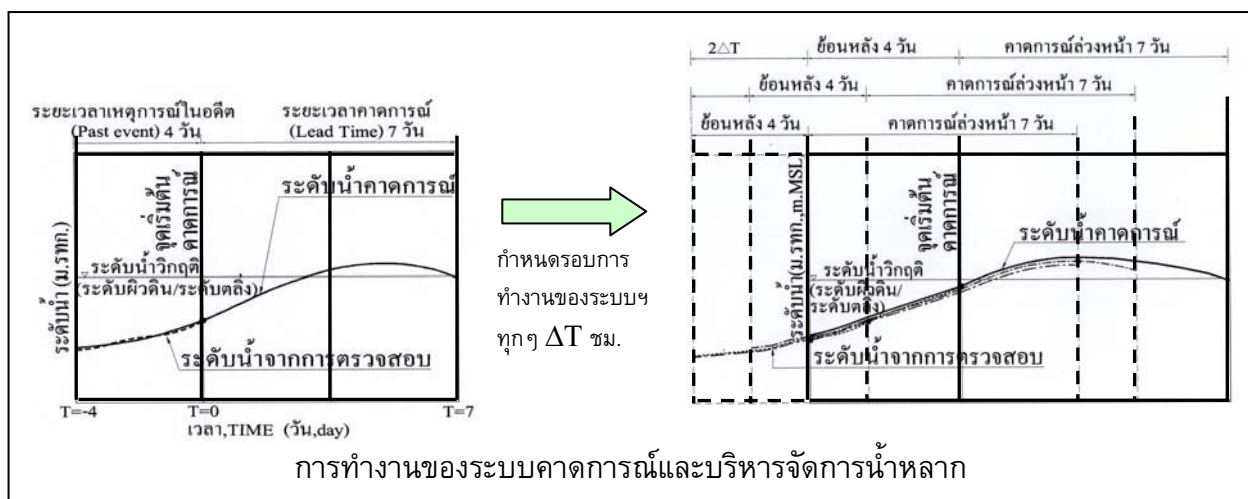 ระยะเวลาเหตุการณ์ในอดีต
(Past event) 4 วัน
ระยะเวลาคาดการณ์
(Lead Time) 7 วัน
จุดเริ่มต้น
คาดการณ์
ระดับน้ำคาดการณ์
ระดับน้ำวิกฤติ
(ระดับผิวดิน/ระดับตลิ่ง)
ระดับน้ำ (ม.รทก.)
ระดับน้ำจากการตรวจสอบ
T=-4
T=0
T=7
เวลา,TIME (วัน,day)
กำหนดรอบการ
ทำงานของระบบฯ
ทุกๆ ΔT ชม.
2△T
ย้อนหลัง 4 วัน
คาดการณ์ล่วงหน้า 7 วัน
ย้อนหลัง 4 วัน
คาดการณ์ล่วงหน้า 7 วัน
ย้อนหลัง 4 วัน
คาดการณ์ล่วงหน้า 7 วัน
จุดเริ่มต้น
คาดการณ์
ระดับน้ำคาดการณ์
ระดับน้ำวิกฤติ
(ระดับผิวดิน/
ระดับตลิ่ง)
ระดับน้ำ(ม.รทก.,m.MSL)
ระดับน้ำจากการตรวจสอบ
การทำงานของระบบคาดการณ์และบริหารจัดการน้ำหลาก